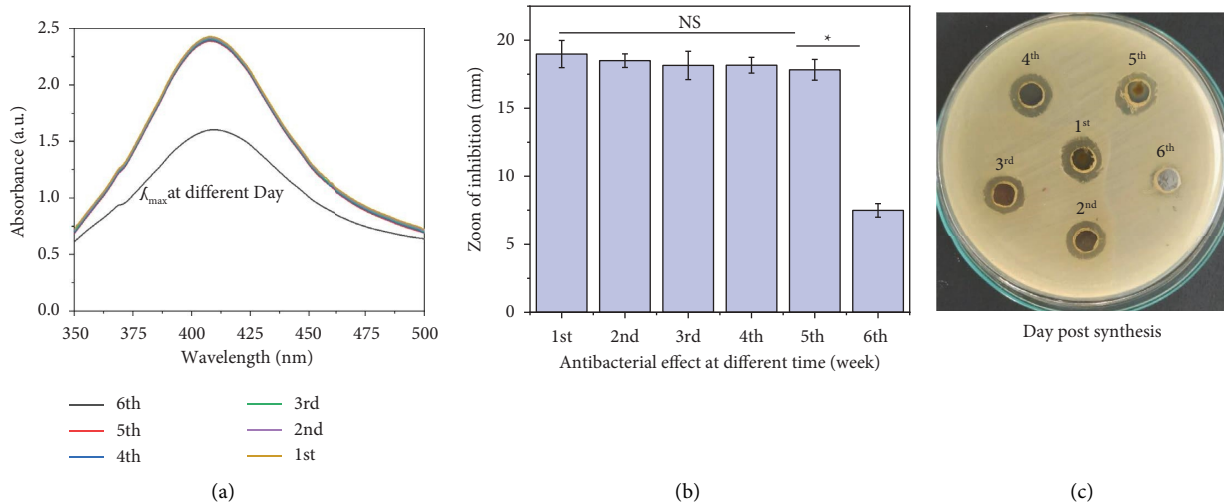 2.5
2.0
1.5
1.0
0.5
0.0
Absorbance (a.u.)
ʎmax at different Day
350
375
400
425
450
475
500
Wavelength (nm)
6th
5th
4th
3rd
2nd
1st
(a)
20
15
10
5
0
Zoon of inhibition (mm)
NS
*
1st
2nd
3rd
4th
5th
6th
Antibacterial effect at different time (week)
(b)
4th
5th
1st
6th
3rd
2nd
Day post synthesis
(c)